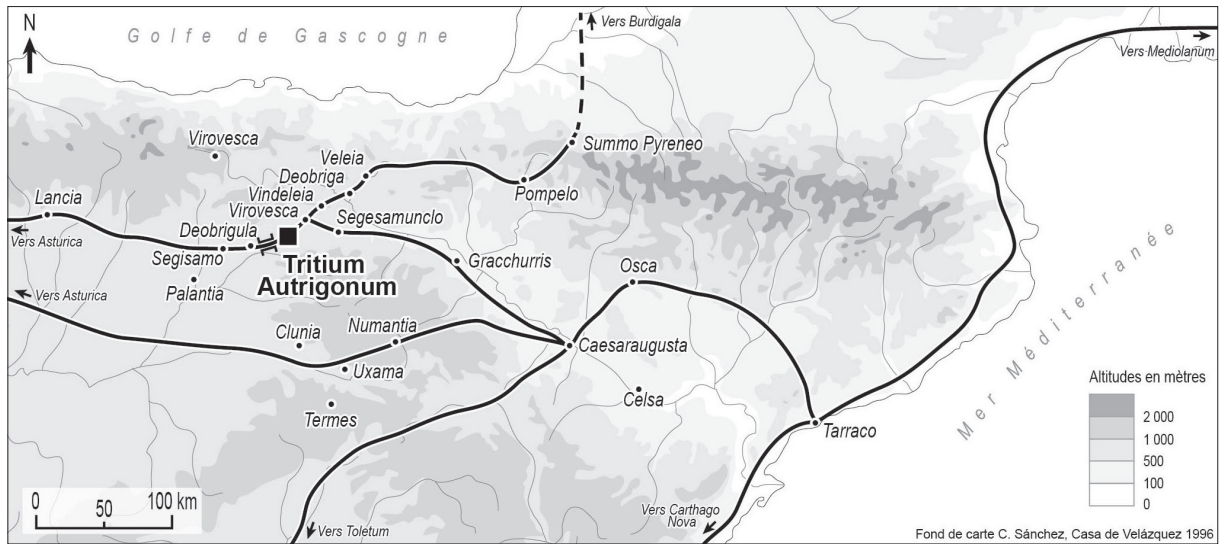 N
Golfe de Gascogne
Vers Burdigala
Vers Mediolanum
Virovesca
Summo Pyreneo
Veleia
Deobriga
Vindeleia
Virovesca
Pompelo
Lancia
Segesamunclo
Deobrigula
Vers Asturica
Segisamo
Tritium
Autrigonum
Gracchurris
Osca
Palantia
Vers Asturica
Numantia
Clunia
Caesaraugusta
Uxama
Celsa
Termes
Tarraco
Mer Méditerranée
Altitudes en mètres
2 000
1 000
500
100
0
0 50 100 km
Vers Toletum
Vers Carthago
Nova
Fond de carte C. Sánchez, Casa de Velázquez 1996